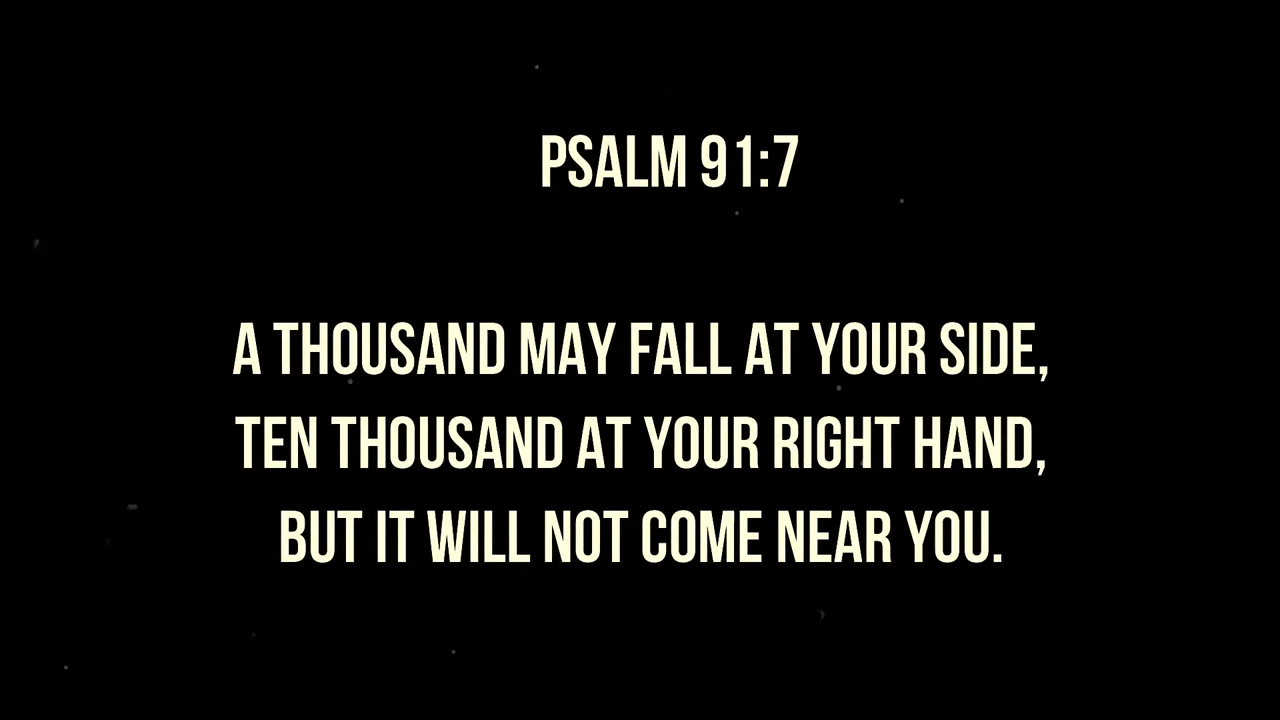 PSALM 91:7
A THOUSAND MAY FALL AT YOUR SIDE,
TEN THOUSAND AT YOUR RIGHT HAND,
BUT IT WILL NOT COME NEAR YOU.